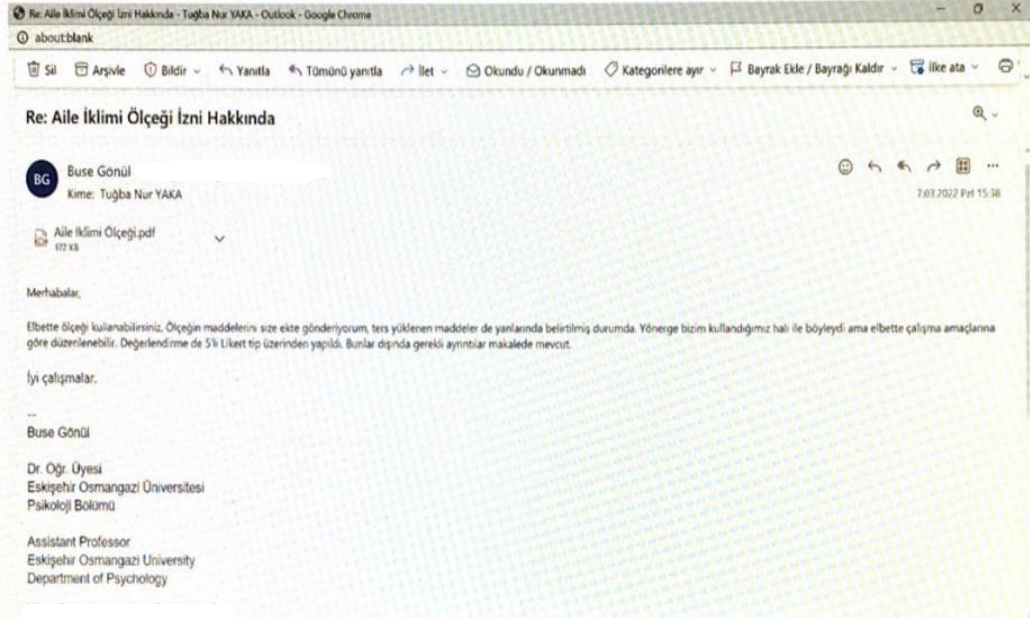 Re: Aile İklimi Ölçeği İzni Hakkında - Tuğba Nur YAKA - Outlook - Google Chrome
about:blank
Sil Arşivle Bildir Yanıtla Tümünü yanıtla İlet Okundu / Okunmadı Kategorilere ayır Bayrak Ekle / Bayrağı Kaldır İlke ata
Re: Aile İklimi Ölçeği İzni Hakkında
BG
Buse Gönül
Kime: Tuğba Nur YAKA
7.03.2022 Pzt 15:38
Aile İklimi Ölçeği.pdf
172 KB
Merhabalar,
Elbette ölçeği kullanabilirsiniz. Ölçeğin maddelerini size ekte gönderiyorum, ters yüklenen maddeler de yanlarında belirtilmiş durumda. Yönerge bizim kullandığımız hali ile böyleydi ama elbette çalışma amaçlarına
göre düzenlenebilir. Değerlendirme de 5'li Likert tip üzerinden yapıldı. Bunlar dışında gerekli ayrıntılar makalede mevcut.
İyi çalışmalar.
--
Buse Gönül
Dr. Öğr. Üyesi
Eskişehir Osmangazi Üniversitesi
Psikoloji Bölümü
Assistant Professor
Eskişehir Osmangazi University
Department of Psychology